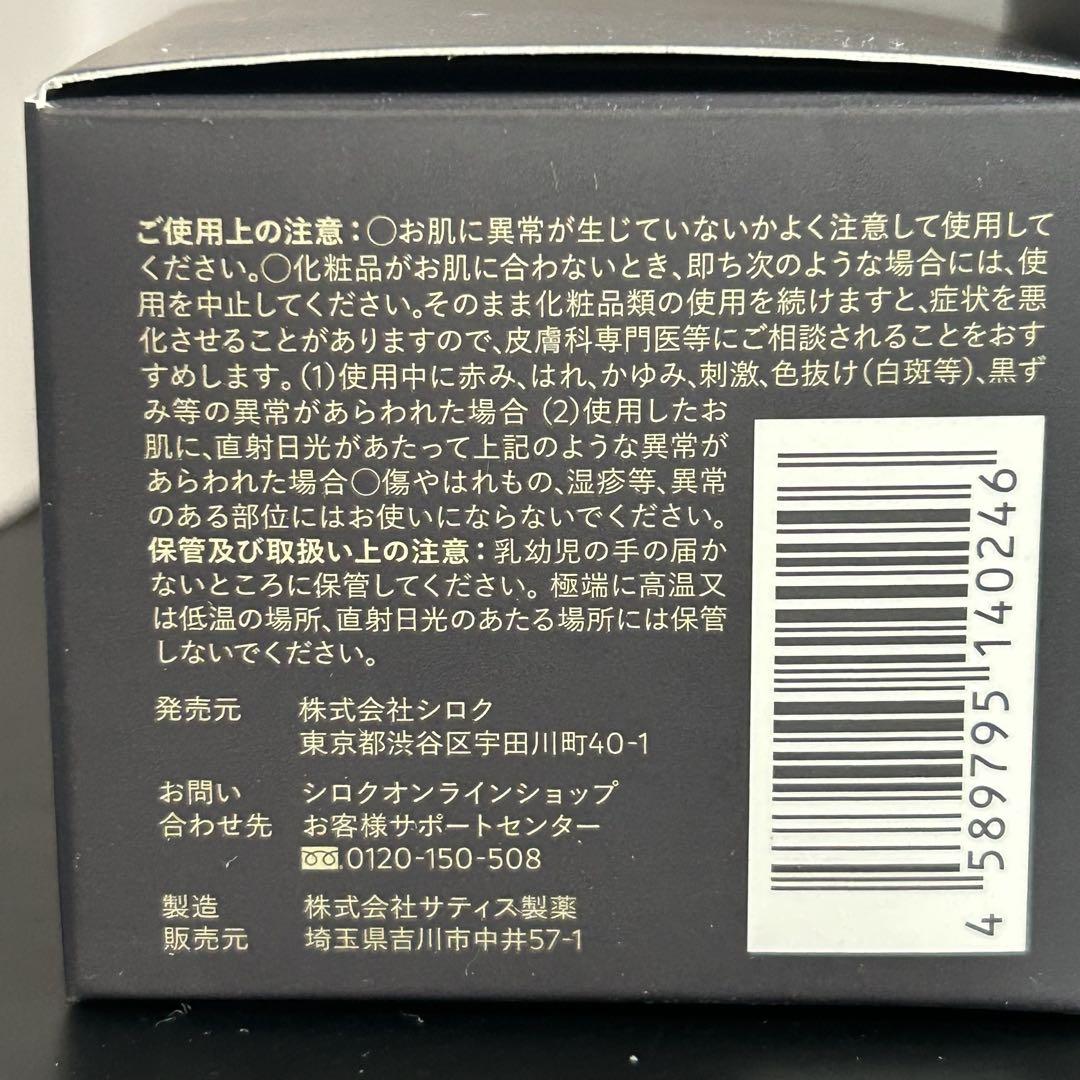 ご使用上の注意：○お肌に異常が生じていないかよく注意して使用して
ください。○化粧品がお肌に合わないとき、即ち次のような場合には、使
用を中止してください。そのまま化粧品類の使用を続けますと、症状を悪
化させることがありますので、皮膚科専門医等にご相談されることをおす
すめします。(1)使用中に赤み、はれ、かゆみ、刺激、色抜け(白斑等)、黒ず
み等の異常があらわれた場合 (2)使用したお
肌に、直射日光があたって上記のような異常が
あらわれた場合○傷やはれもの、湿疹等、異常
のある部位にはお使いにならないでください。
保管及び取扱い上の注意：乳幼児の手の届か
ないところに保管してください。極端に高温又
は低温の場所、直射日光のあたる場所には保管
しないでください。
発売元 株式会社シロク
東京都渋谷区宇田川町40-1
お問い シロクオンラインショップ
合わせ先 お客様サポートセンター
0120-150-508
製造 株式会社サティス製薬
販売元 埼玉県吉川市中井57-1
4 589795 140246